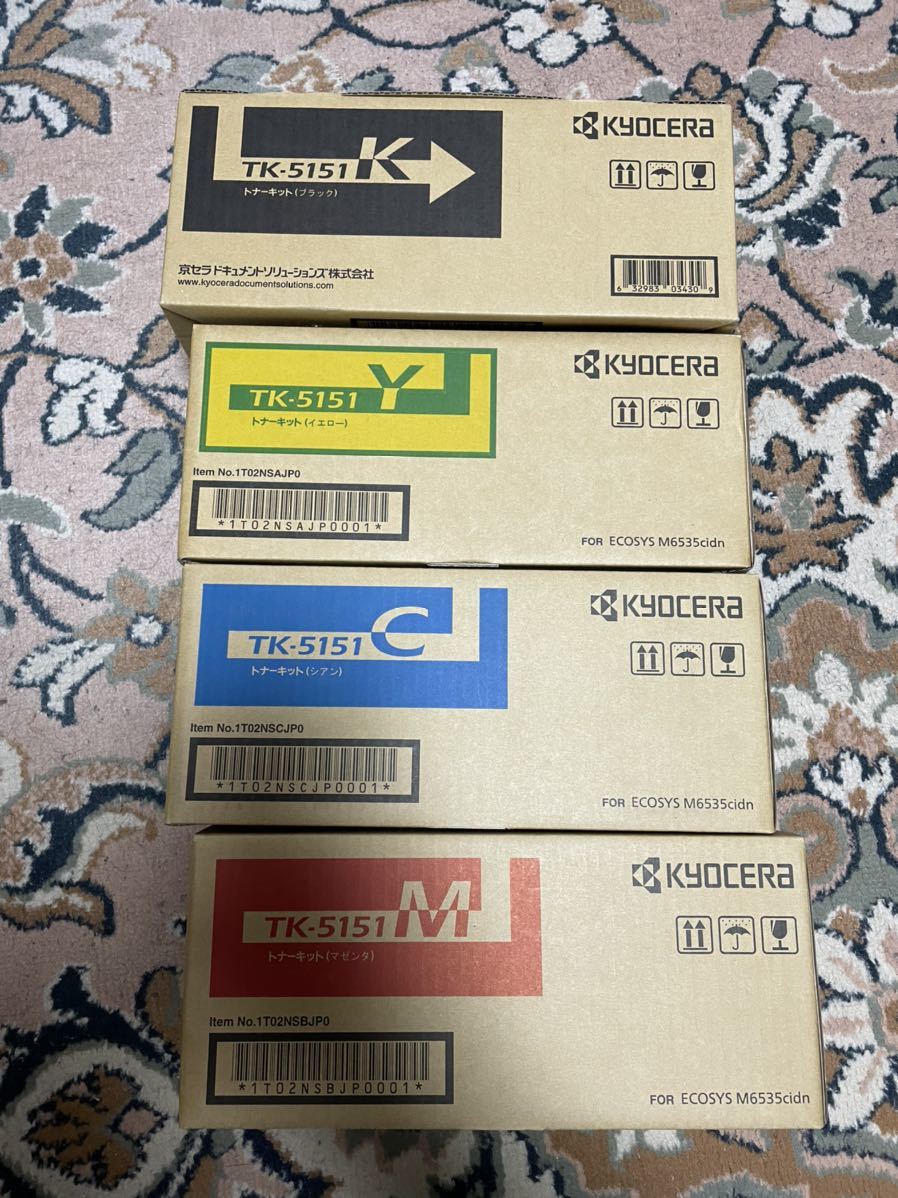 KYOCERA
TK-5151 K
トナーキット(ブラック)
京セラドキュメントソリューションズ株式会社
www.kyoceradocumentsolutions.com
6 32983 03430 9
KYOCERA
TK-5151 Y
トナーキット(イエロー)
Item No.1T02NSAJP0
*1T02NSAJP0001*
FOR ECOSYS M6535cidn
KYOCERA
TK-5151 C
トナーキット(シアン)
Item No.1T02NSCJP0
*1T02NSCJP0001*
FOR ECOSYS M6535cidn
KYOCERA
TK-5151 M
トナーキット(マゼンタ)
Item No.1T02NSBJP0
*1T02NSBJP0001*
FOR ECOSYS M6535cidn